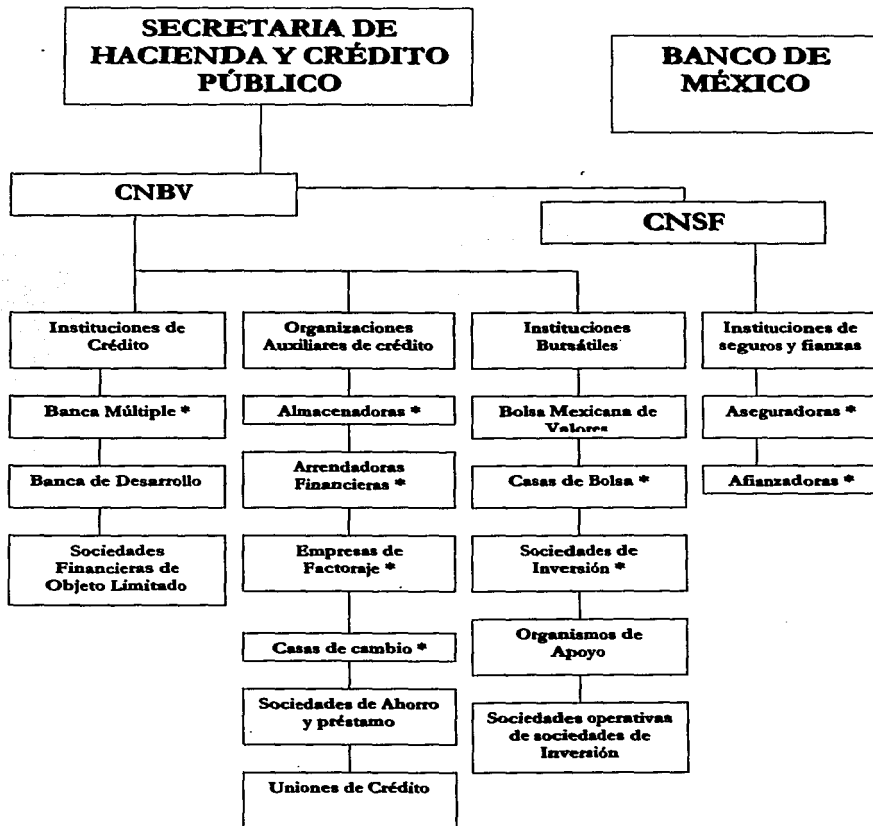 SECRETARIA DE
HACIENDA Y CRÉDITO
PÚBLICO
BANCO DE
MÉXICO
CNBV
CNSF
Instituciones de
Crédito
Banca Múltiple *
Banca de Desarrollo
Sociedades
Financieras de
Objeto Limitado
Organizaciones
Auxiliares de crédito
Almacenadoras *
Arrendadoras
Financieras *
Empresas de
Factoraje *
Casas de cambio *
Sociedades de Ahorro
y préstamo
Uniones de Crédito
Instituciones
Bursátiles
Bolsa Mexicana de
Valores
Casas de Bolsa *
Sociedades de
Inversión *
Organismos de
Apoyo
Sociedades operativas
de sociedades de
Inversión
Instituciones de
seguros y fianzas
Aseguradoras *
Afianzadoras *